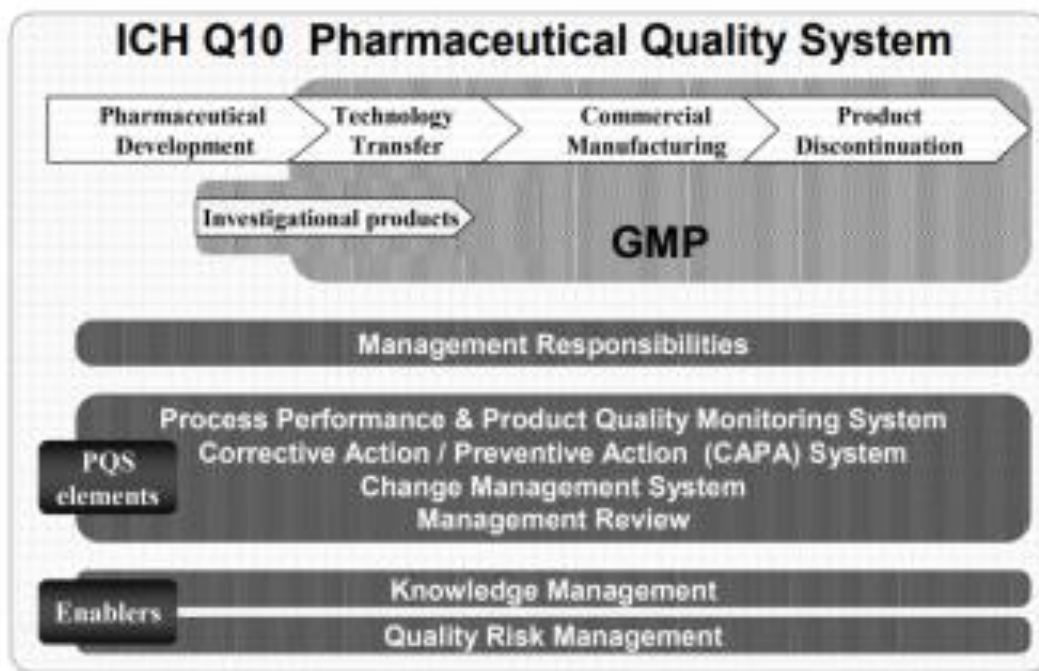 ICH Q10 Pharmaceutical Quality System
Pharmaceutical Development
Technology Transfer
Commercial Manufacturing
Product Discontinuation
Investigational products
GMP
Management Responsibilities
PQS elements
Process Performance & Product Quality Monitoring System
Corrective Action / Preventive Action (CAPA) System
Change Management System
Management Review
Enablers
Knowledge Management
Quality Risk Management